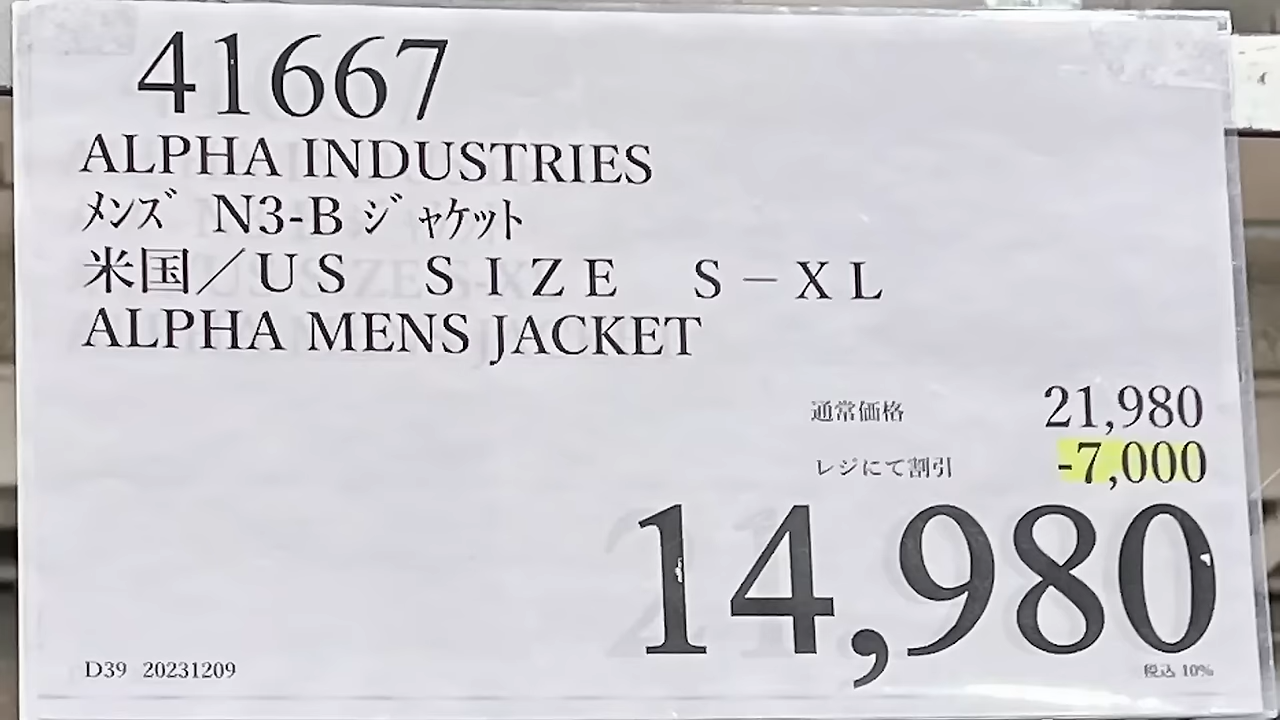 41667
ALPHA INDUSTRIES
ﾒﾝｽﾞ N3-B ｼﾞｬｹｯﾄ
米国／ＵＳ　ＳＩＺＥ　Ｓ－ＸＬ
ALPHA MENS JACKET
通常価格 21,980
レジにて割引 -7,000
14,980
D39 20231209 税込 10%